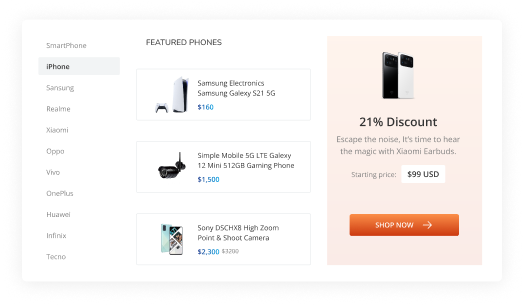 SmartPhone
iPhone
Samsung
Realme
Xiaomi
Oppo
Vivo
OnePlus
Huawei
Infinix
Tecno
FEATURED PHONES
Samsung Electronics
Samsung Galexy S21 5G
$160
Simple Mobile 5G LTE Galexy
12 Mini 512GB Gaming Phone
$1,500
Sony DSCHX8 High Zoom
Point & Shoot Camera
$2,300 $3200
21% Discount
Escape the noise, It's time to hear
the magic with Xiaomi Earbuds.
Starting price: $99 USD
SHOP NOW